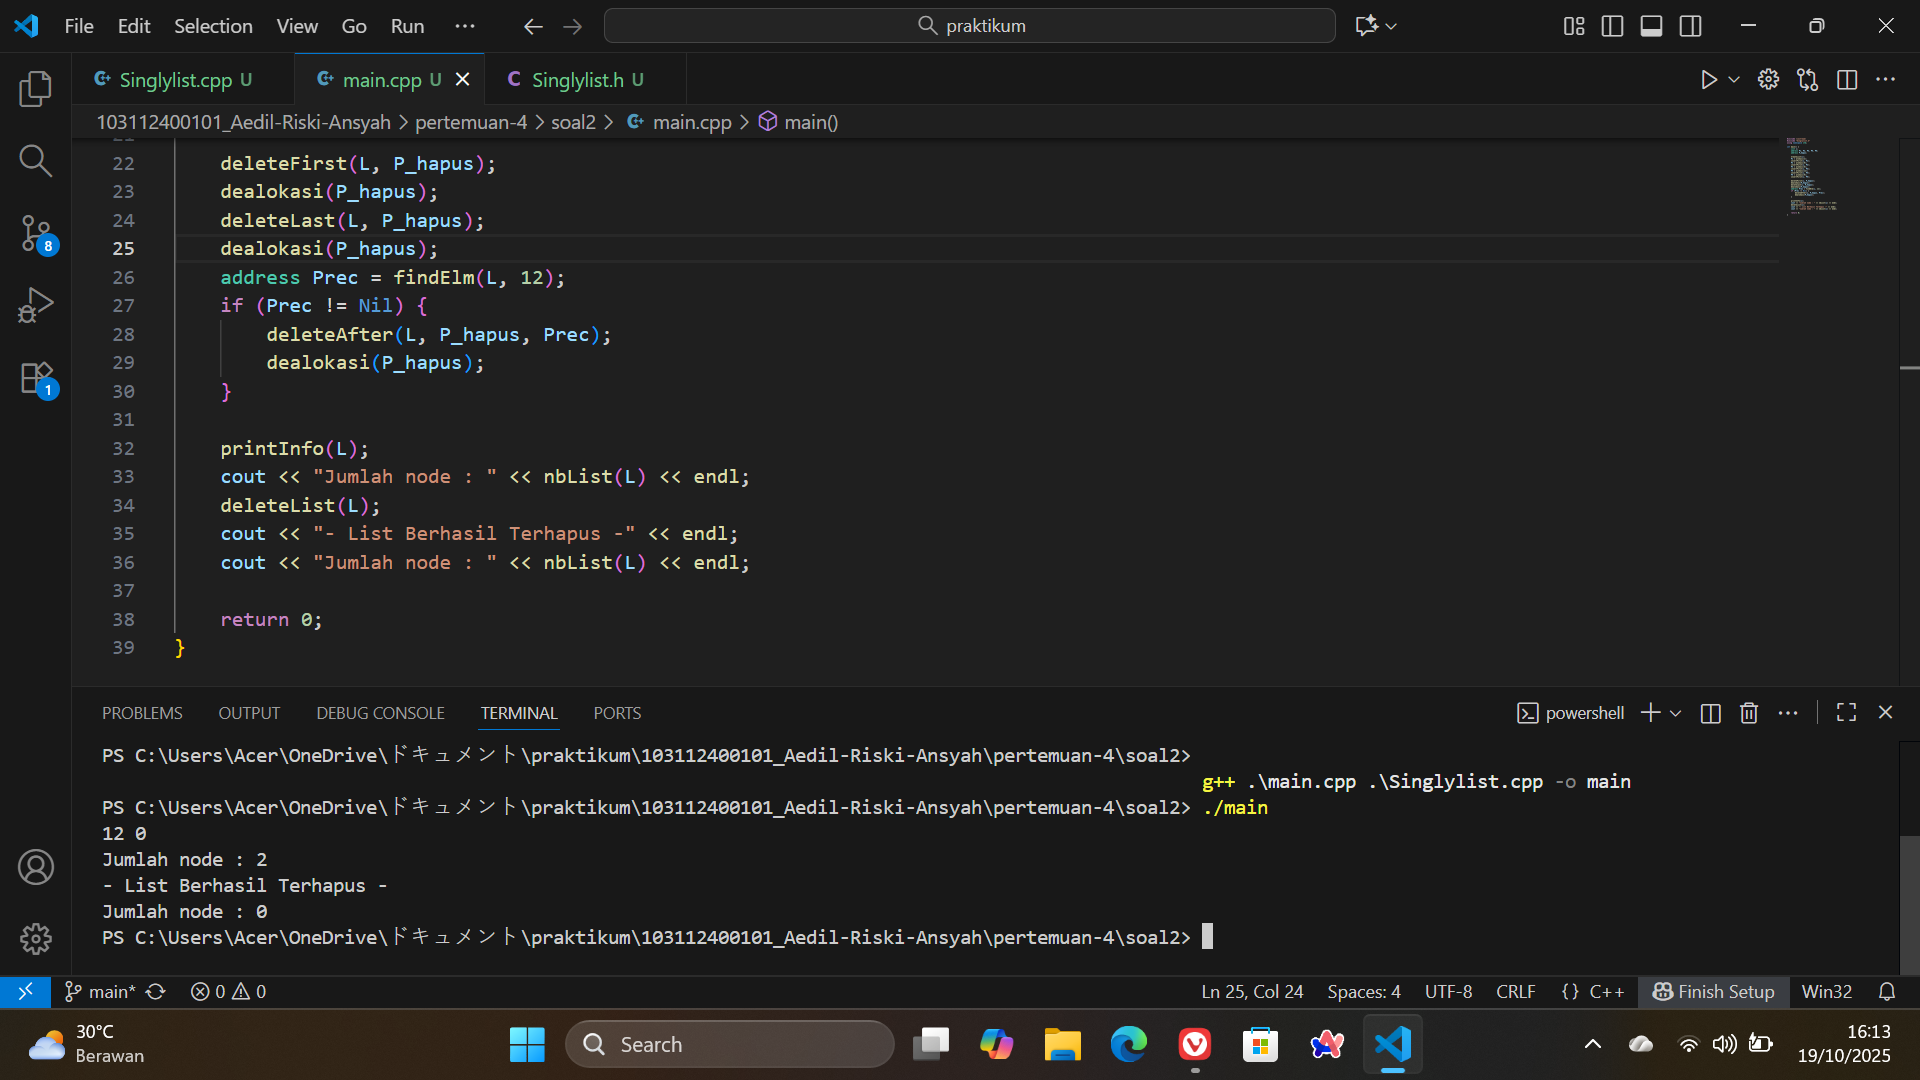 File Edit Selection View Go Run ... praktikum
Singlylist.cpp U main.cpp U Singlylist.h U
103112400101_Aedil-Riski-Ansyah > pertemuan-4 > soal2 > main.cpp > main()
22 deleteFirst(L, P_hapus);
23 dealokasi(P_hapus);
24 deleteLast(L, P_hapus);
25 dealokasi(P_hapus);
26 address Prec = findElm(L, 12);
27 if (Prec != Nil) {
28 deleteAfter(L, P_hapus, Prec);
29 dealokasi(P_hapus);
30 }
31
32 printInfo(L);
33 cout << "Jumlah node : " << nbList(L) << endl;
34 deleteList(L);
35 cout << "- List Berhasil Terhapus -" << endl;
36 cout << "Jumlah node : " << nbList(L) << endl;
37
38 return 0;
39 }
PROBLEMS OUTPUT DEBUG CONSOLE TERMINAL PORTS powershell
PS C:\Users\Acer\OneDrive\ドキュメント\praktikum\103112400101_Aedil-Riski-Ansyah\pertemuan-4\soal2>
g++ .\main.cpp .\Singlylist.cpp -o main
PS C:\Users\Acer\OneDrive\ドキュメント\praktikum\103112400101_Aedil-Riski-Ansyah\pertemuan-4\soal2> ./main
12 0
Jumlah node : 2
- List Berhasil Terhapus -
Jumlah node : 0
PS C:\Users\Acer\OneDrive\ドキュメント\praktikum\103112400101_Aedil-Riski-Ansyah\pertemuan-4\soal2>
8
1
main* 0 0 Ln 25, Col 24 Spaces: 4 UTF-8 CRLF {} C++ Finish Setup Win32
30°C
Berawan
Search
16:13
19/10/2025